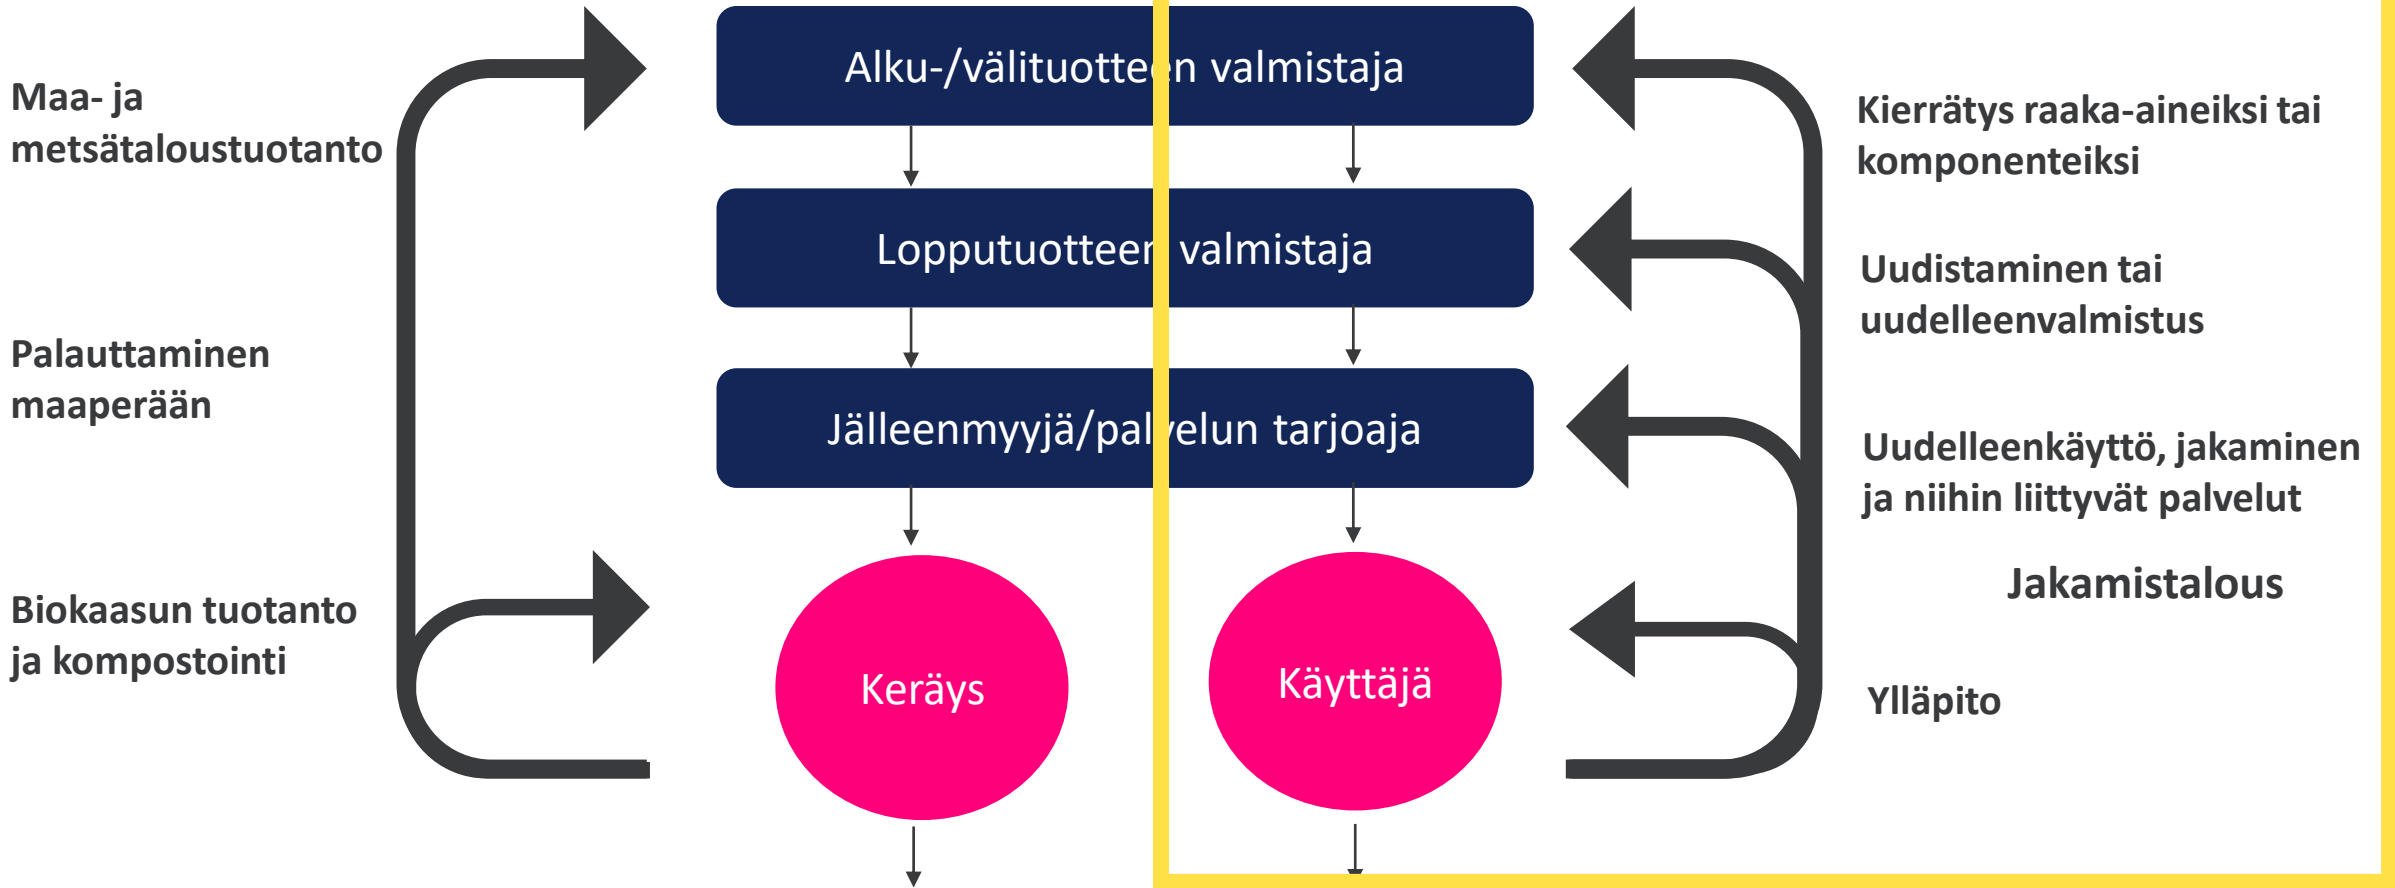 Maa- ja
metsätaloustuotanto
Palauttaminen
maaperään
Biokaasun tuotanto
ja kompostointi
Alku-/välituotteen valmistaja
Lopputuotteen valmistaja
Jälleenmyyjä/palvelun tarjoaja
Keräys
Käyttäjä
Kierrätys raaka-aineiksi tai
komponenteiksi
Uudistaminen tai
uudelleenvalmistus
Uudelleenkäyttö, jakaminen
ja niihin liittyvät palvelut
Jakamistalous
Ylläpito